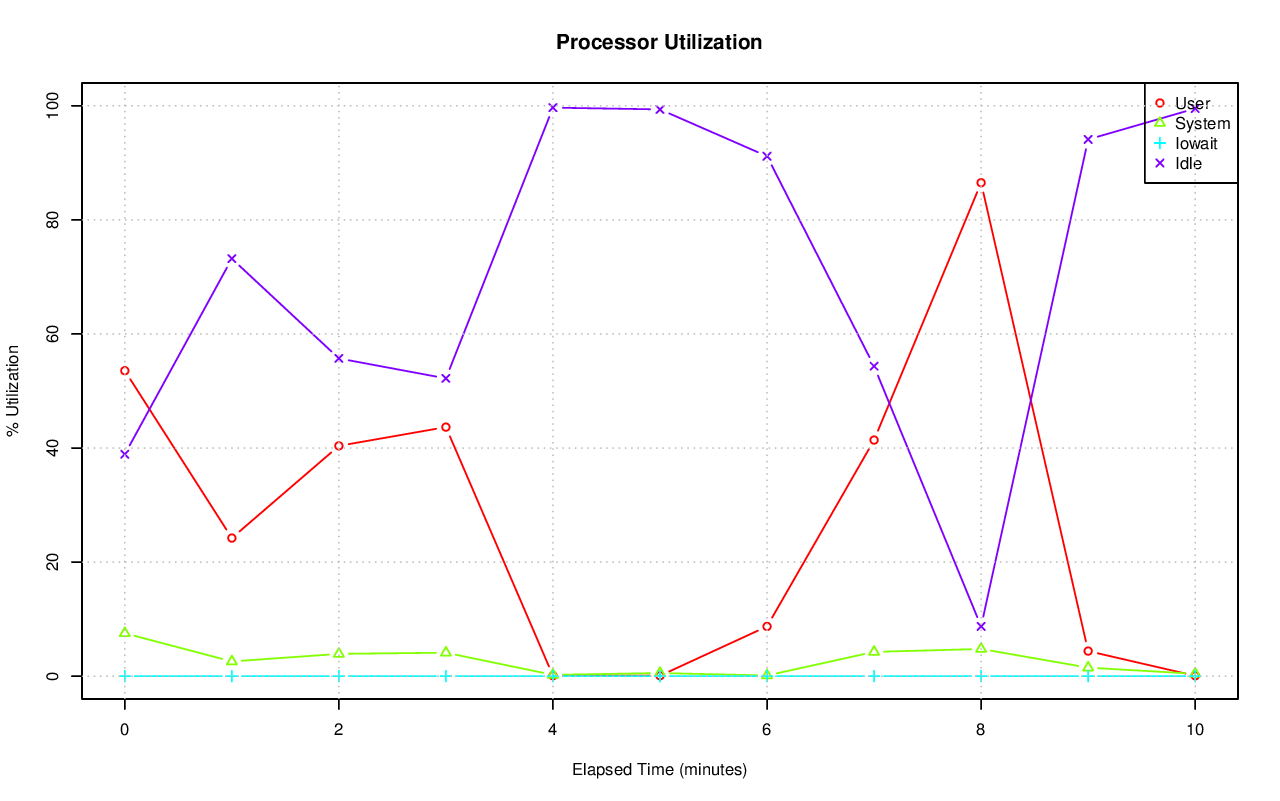 Processor Utilization
100
80
60
40
20
0
% Utilization
User
System
Iowait
Idle
0 2 4 6 8 10
Elapsed Time (minutes)